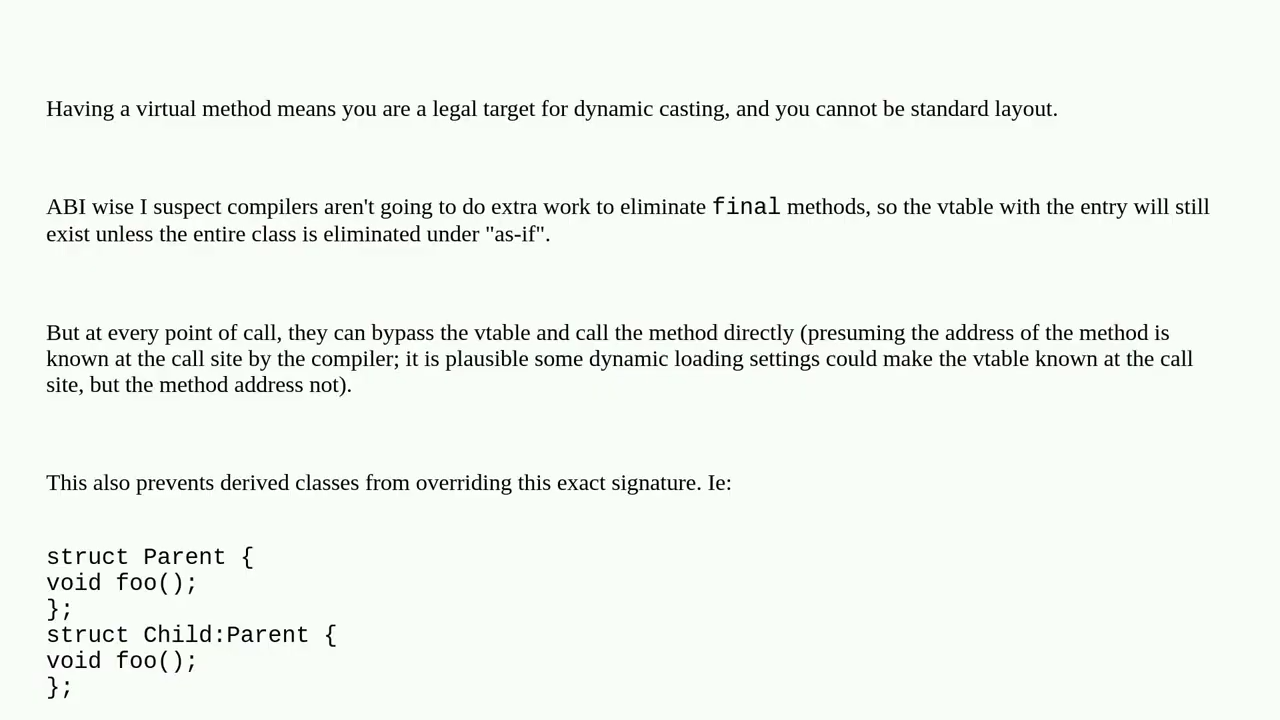 Having a virtual method means you are a legal target for dynamic casting, and you cannot be standard layout.
ABI wise I suspect compilers aren't going to do extra work to eliminate final methods, so the vtable with the entry will still
exist unless the entire class is eliminated under "as-if".
But at every point of call, they can bypass the vtable and call the method directly (presuming the address of the method is
known at the call site by the compiler; it is plausible some dynamic loading settings could make the vtable known at the call
site, but the method address not).
This also prevents derived classes from overriding this exact signature. Ie:
struct Parent {
void foo();
};
struct Child:Parent {
void foo();
};